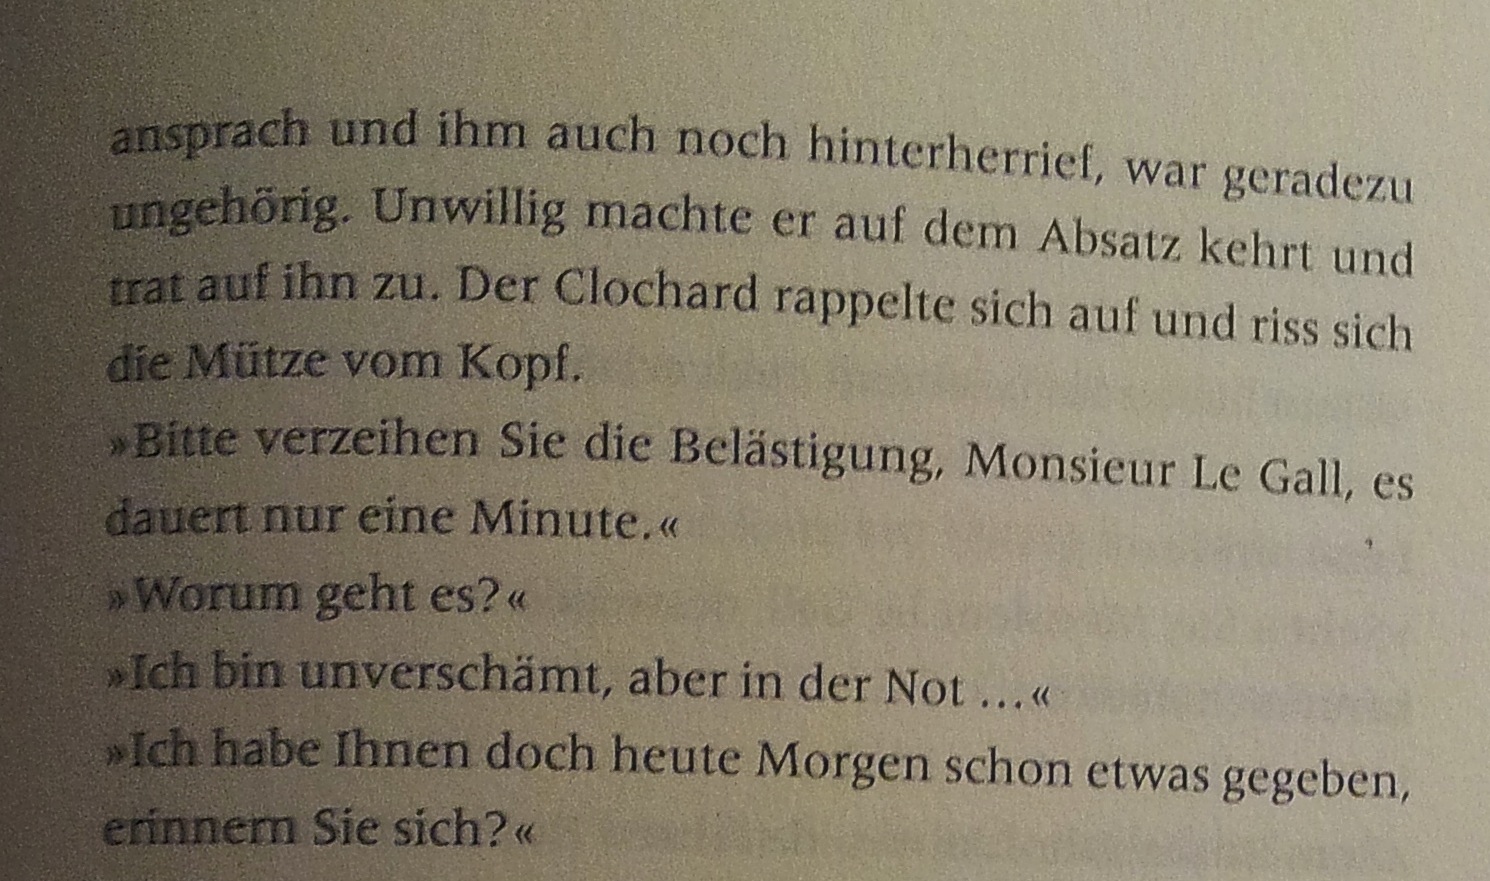 ansprach und ihm auch noch hinterherrief, war geradezu
ungehörig. Unwillig machte er auf dem Absatz kehrt und
trat auf ihn zu. Der Clochard rappelte sich auf und riss sich
die Mütze vom Kopf.
»Bitte verzeihen Sie die Belästigung, Monsieur Le Gall, es
dauert nur eine Minute.«
»Worum geht es?«
»Ich bin unverschämt, aber in der Not …«
»Ich habe Ihnen doch heute Morgen schon etwas gegeben,
erinnern Sie sich?«